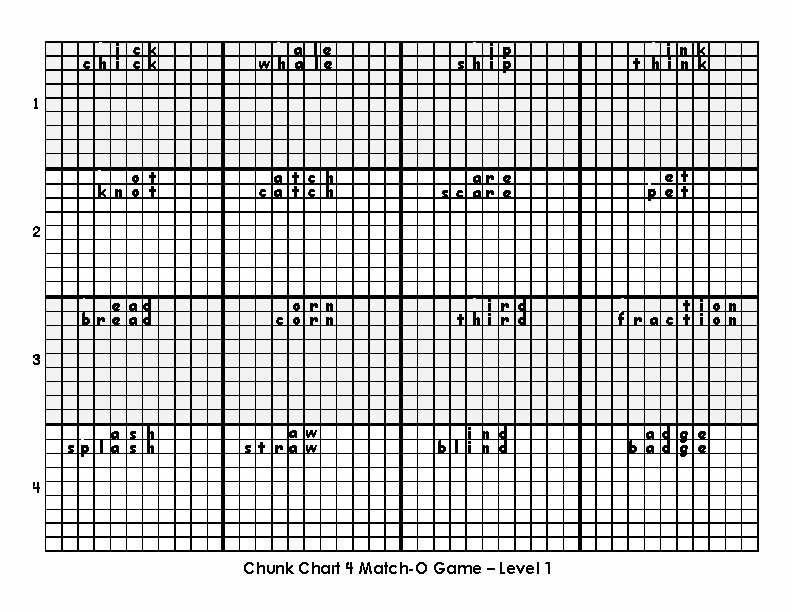 ick ale ip ink
chick whale ship think
1
ot atch are et
knot catch scare pet
2
ead orn ird tion
bread corn third fraction
3
ash aw ind adge
splash straw blind badge
4
Chunk Chart 4 Match-O Game – Level 1